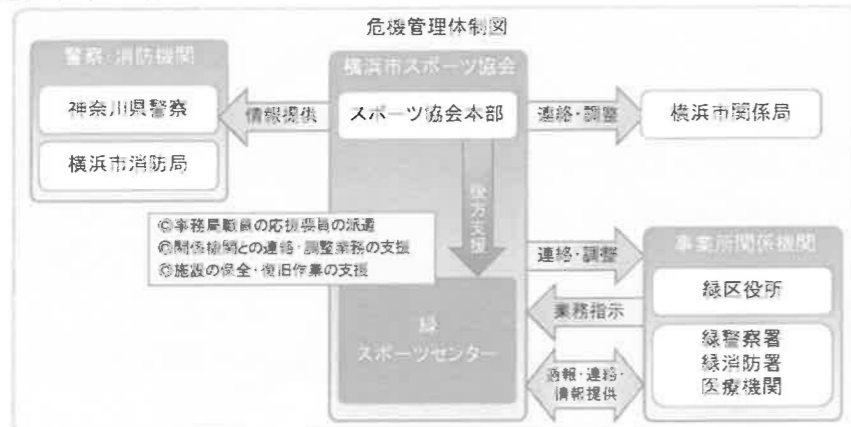 危機管理体制図
警察・消防機関
神奈川県警察
横浜市消防局
情報提供
横浜市スポーツ協会
スポーツ協会本部
連絡・調整
横浜市関係局
後方支援
◎事務局職員の応援要員の派遣
◎関係機関との連絡・調整業務の支援
◎施設の保全・復旧作業の支援
緑
スポーツセンター
連絡・調整
業務指示
通報・連絡・
情報提供
事業所関係機関
緑区役所
緑警察署
緑消防署
医療機関